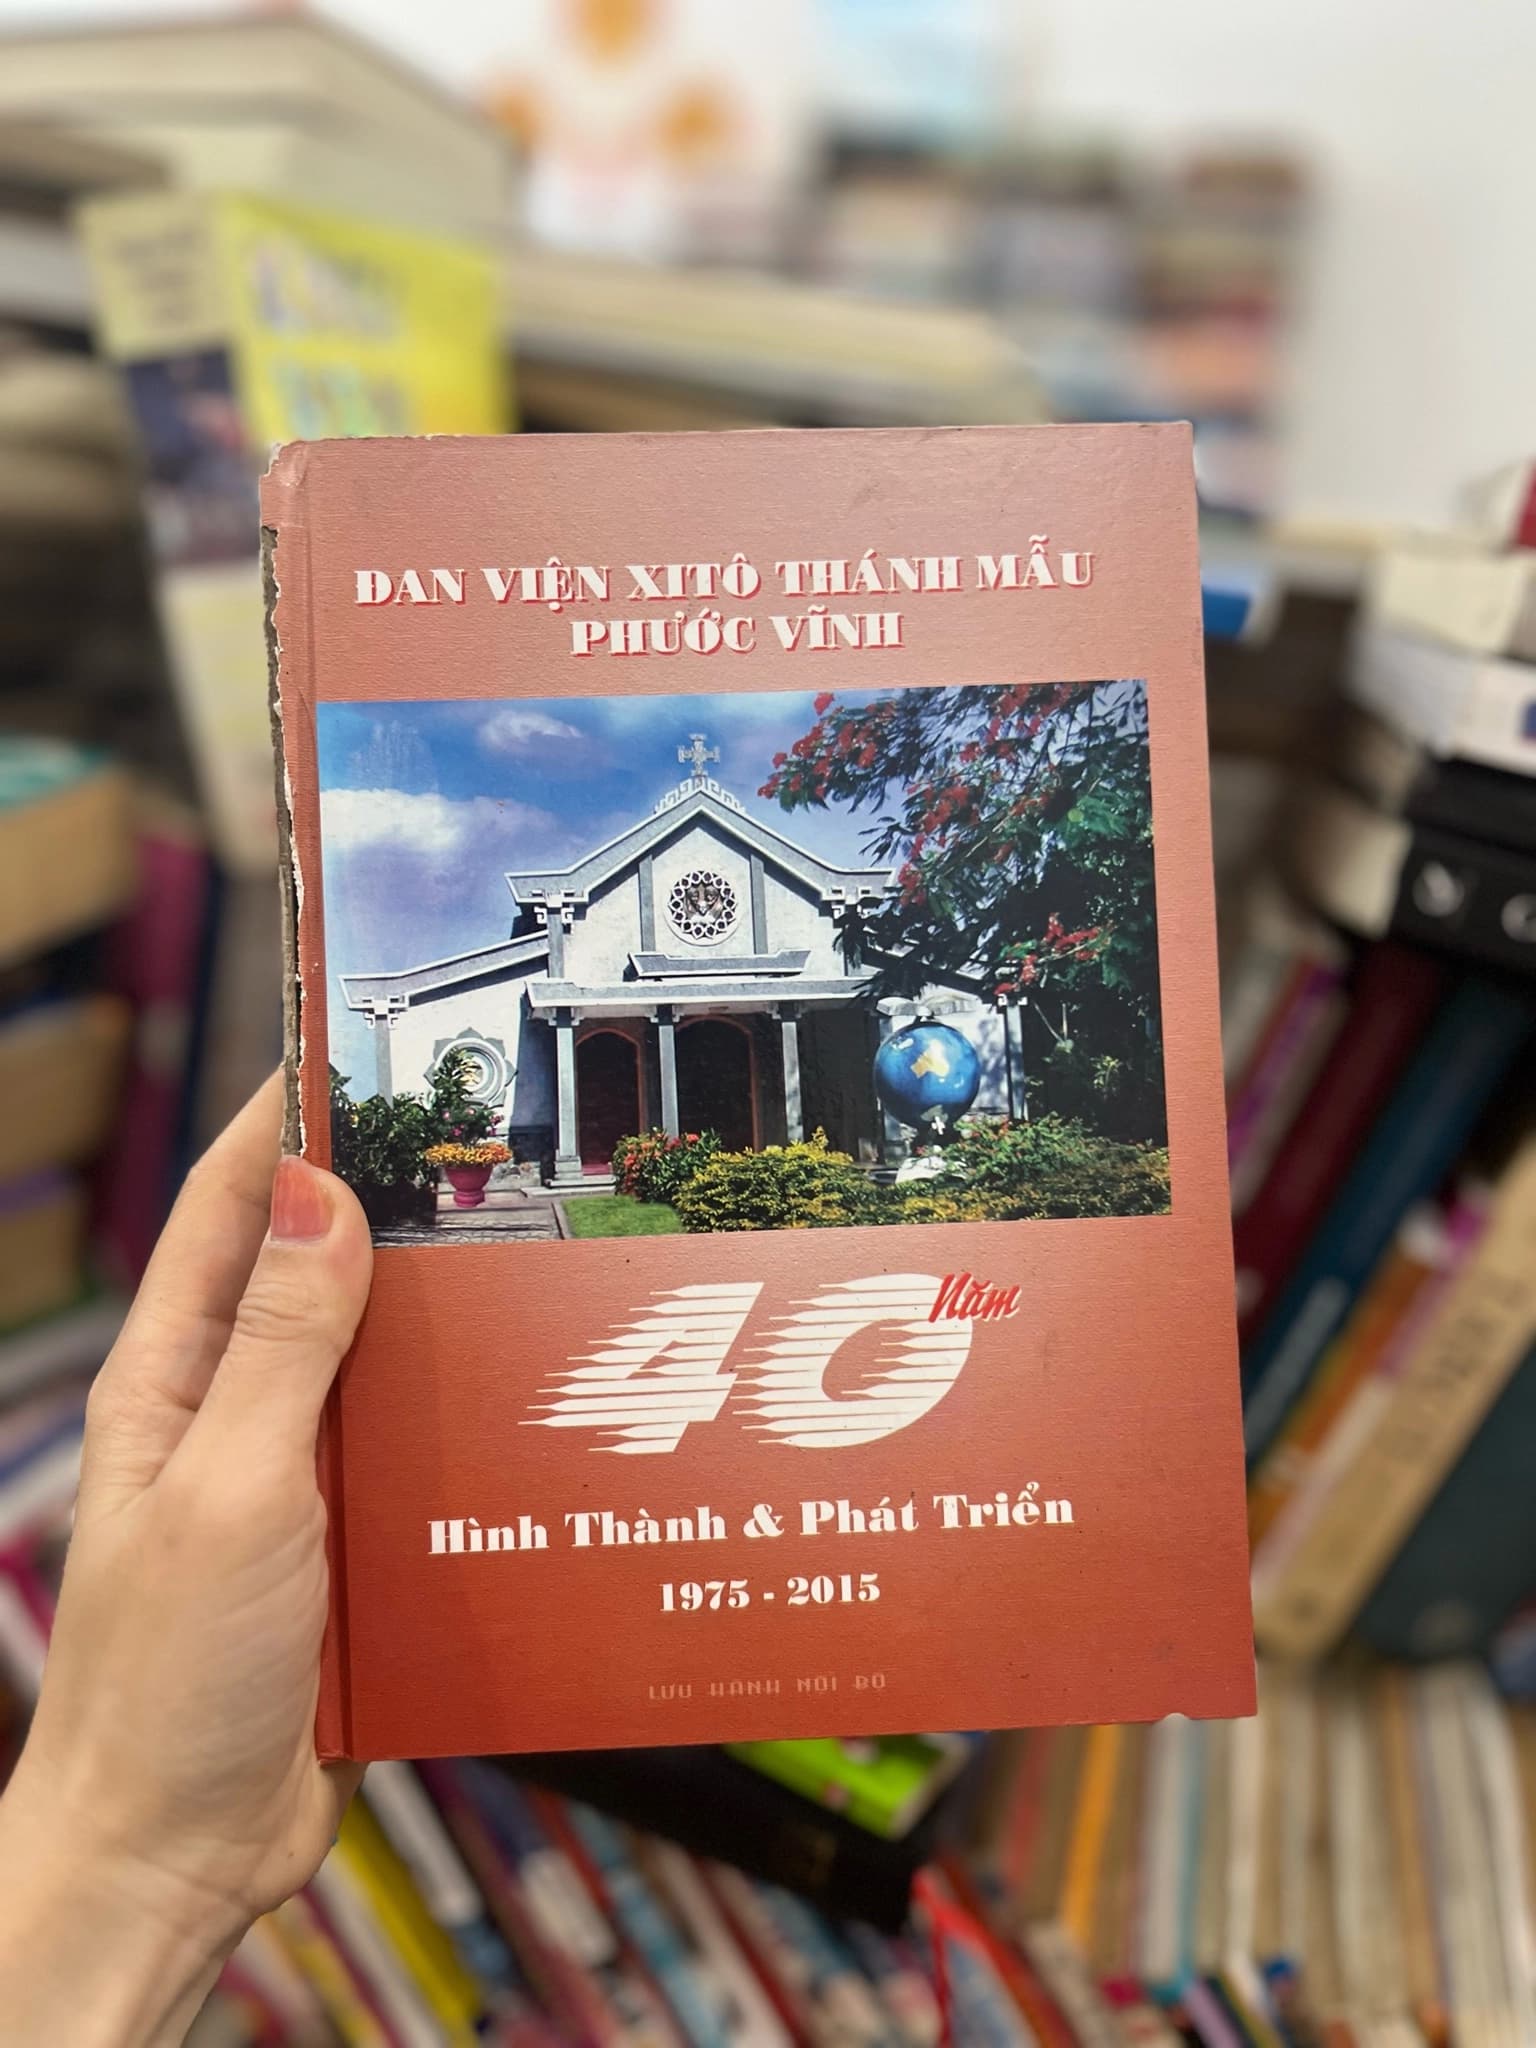 ĐAN VIỆN XITÔ THÁNH MẪU
PHƯỚC VĨNH
40 Năm
Hình Thành & Phát Triển
1975 - 2015
LƯU HÀNH NỘI BỘ